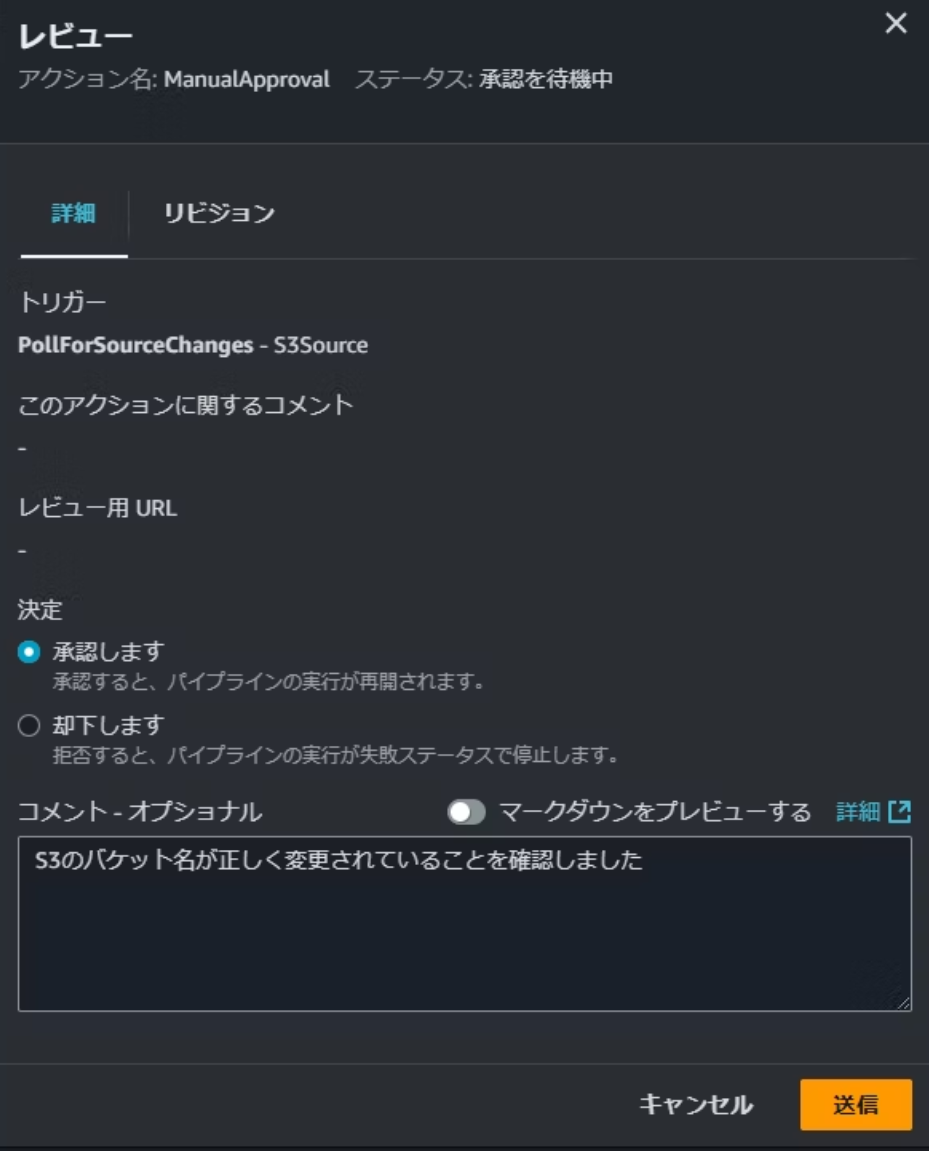 レビュー
アクション名: ManualApproval ステータス: 承認を待機中
詳細 リビジョン
トリガー
PollForSourceChanges - S3Source
このアクションに関するコメント
-
レビュー用 URL
-
決定
承認します
承認すると、パイプラインの実行が再開されます。
却下します
拒否すると、パイプラインの実行が失敗ステータスで停止します。
コメント - オプショナル マークダウンをプレビューする 詳細
S3のバケット名が正しく変更されていることを確認しました
キャンセル 送信